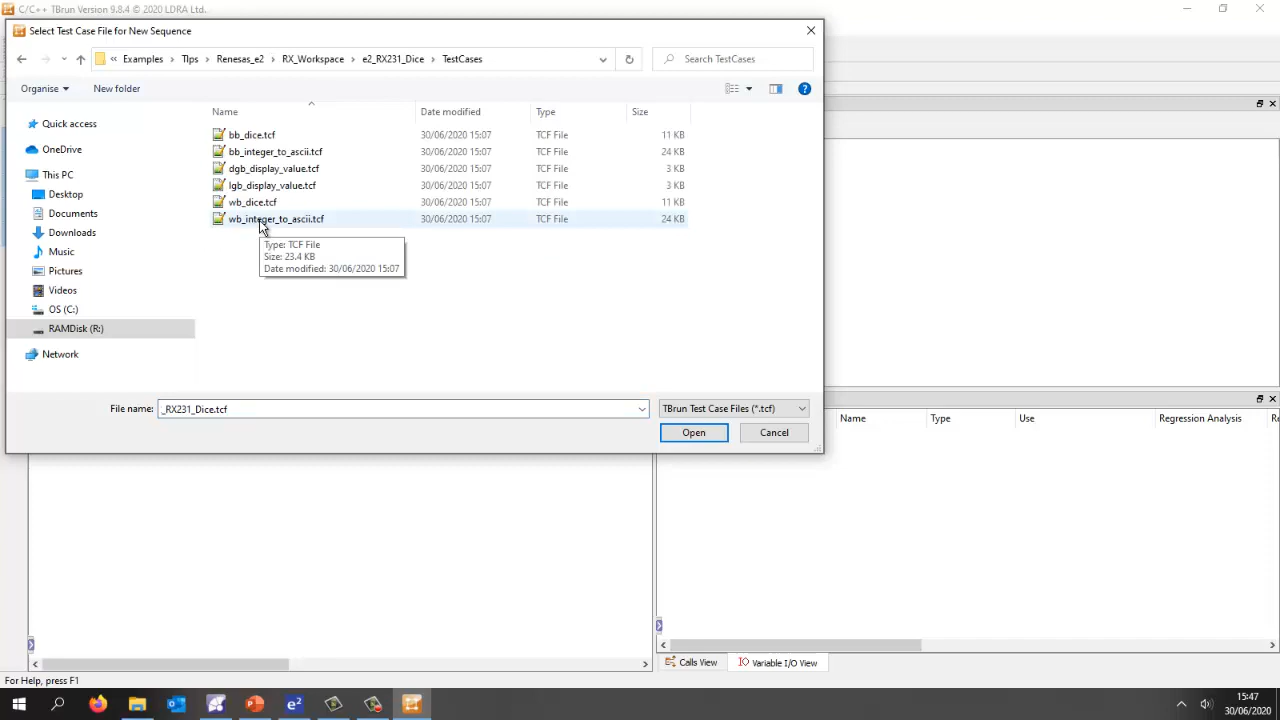 C/C++ TBrun Version 9.8.4 © 2020 LDRA Ltd.
Select Test Case File for New Sequence
« Examples > TIps > Renesas_e2 > RX_Workspace > e2_RX231_Dice > TestCases
Search TestCases
Organise
New folder
Name Date modified Type Size
Quick access
OneDrive
This PC
Desktop
Documents
Downloads
Music
Pictures
Videos
OS (C:)
RAMDisk (R:)
Network
bb_dice.tcf 30/06/2020 15:07 TCF File 11 KB
bb_integer_to_ascii.tcf 30/06/2020 15:07 TCF File 24 KB
dgb_display_value.tcf 30/06/2020 15:07 TCF File 3 KB
lgb_display_value.tcf 30/06/2020 15:07 TCF File 3 KB
wb_dice.tcf 30/06/2020 15:07 TCF File 11 KB
wb_integer_to_ascii.tcf 30/06/2020 15:07 TCF File 24 KB
Type: TCF File
Size: 23.4 KB
Date modified: 30/06/2020 15:07
File name: _RX231_Dice.tcf
TBrun Test Case Files (*.tcf)
Open
Cancel
Name Type Use Regression Analysis
Calls View
Variable I/O View
For Help, press F1
15:47
30/06/2020